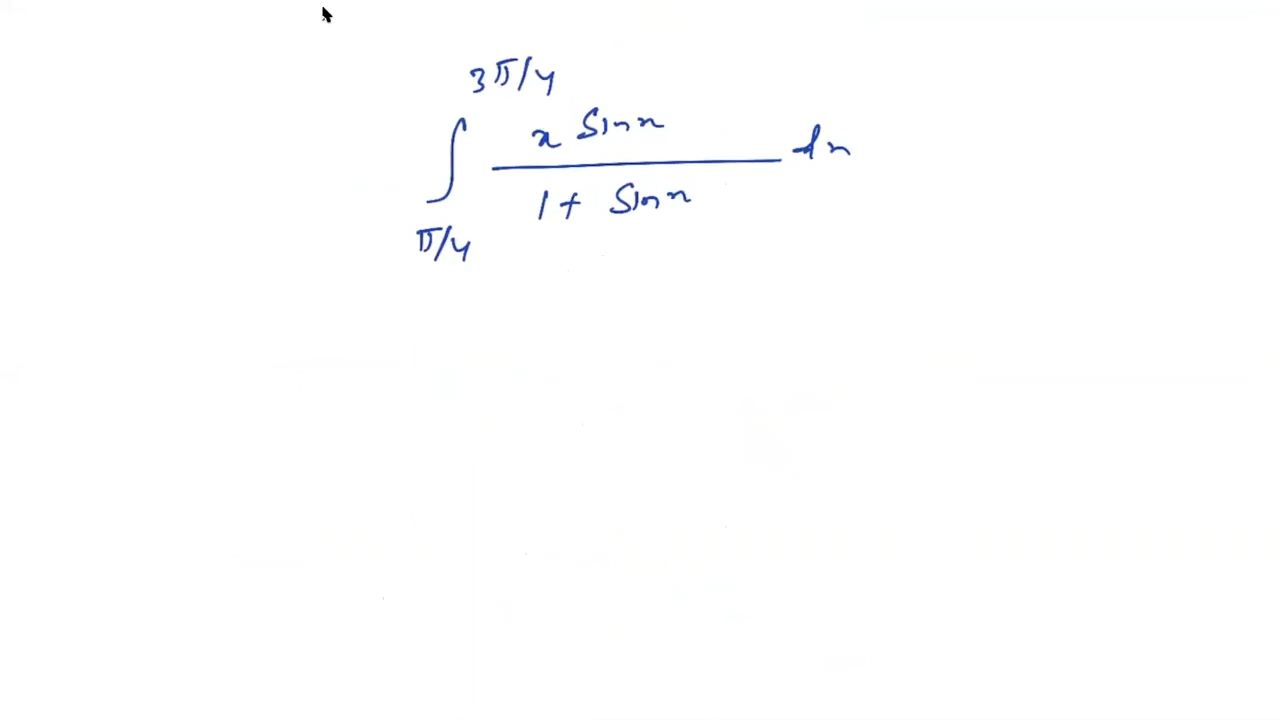 3π/4
∫ x sin x / 1 + sin x dx
π/4